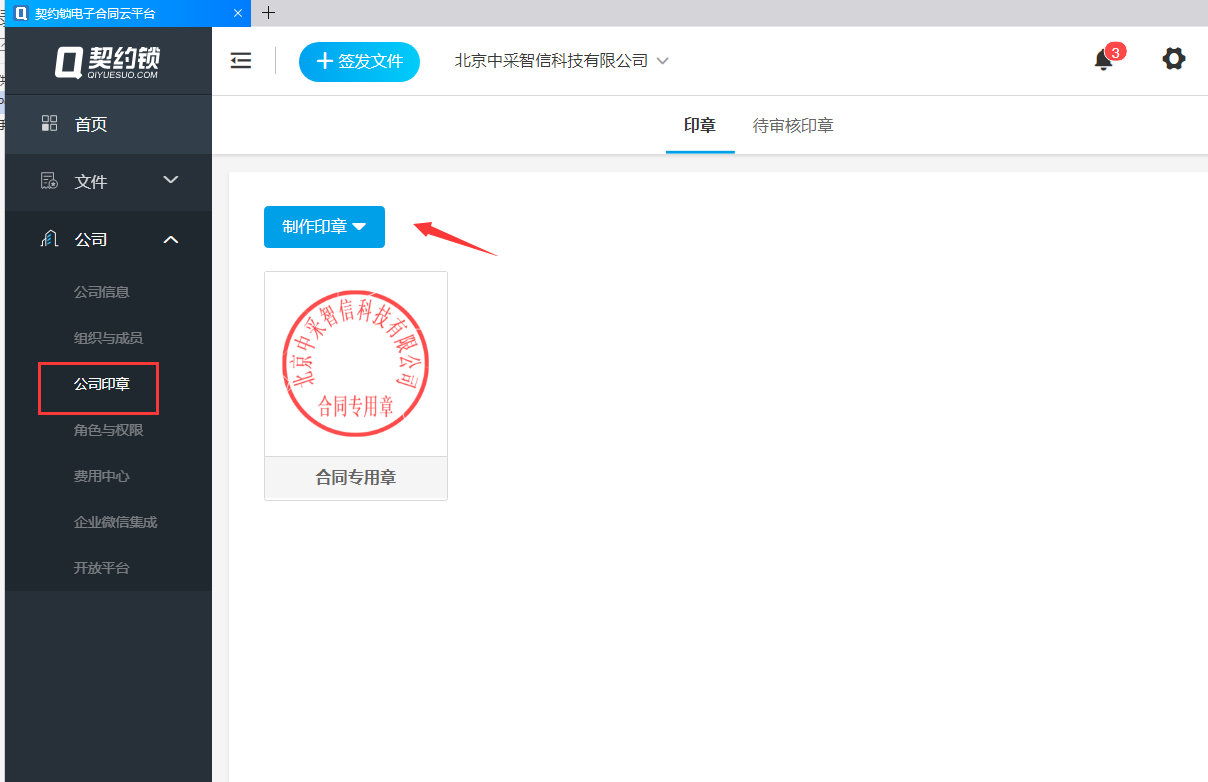 契约锁电子合同云平台
契约锁
QIYUESUO.COM
签发文件
北京中采智信科技有限公司
3
首页
文件
公司
公司信息
组织与成员
公司印章
角色与权限
费用中心
企业微信集成
开放平台
印章 待审核印章
制作印章
北京中采智信科技有限公司
合同专用章
合同专用章